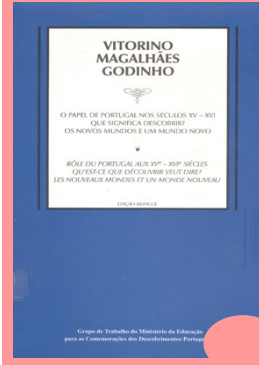 VITORINO
MAGALHÃES
GODINHO
O PAPEL DE PORTUGAL NOS SÉCULOS XV – XVI
QUE SIGNIFICA DESCOBRIR?
OS NOVOS MUNDOS E UM MUNDO NOVO
RÔLE DU PORTUGAL AUX XVe – XVIe SIÈCLES
QU'EST-CE QUE DÉCOUVRIR VEUT DIRE?
LES NOUVEAUX MONDES ET UN MONDE NOUVEAU
EDIÇÃO BILINGUE
Grupo de Trabalho do Ministério da Educação
para as Comemorações dos Descobrimentos